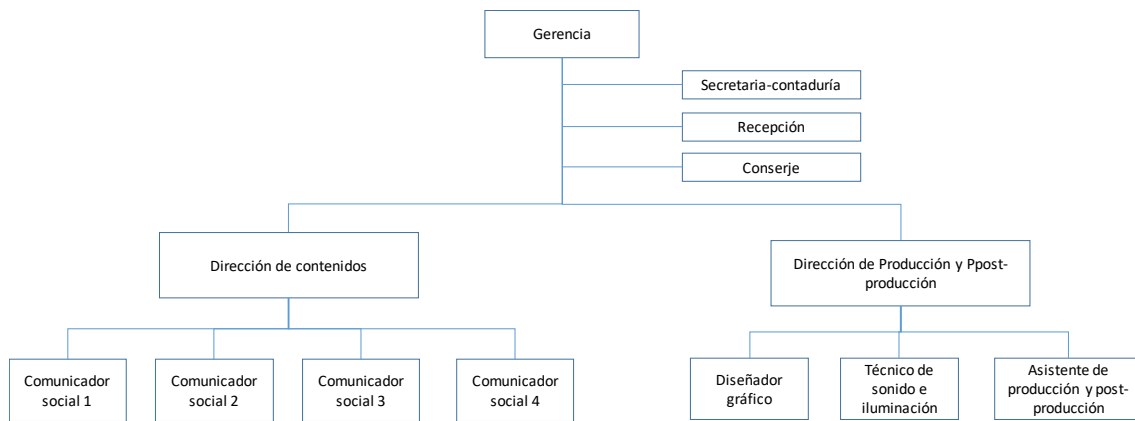 Gerencia
Secretaria-contaduría
Recepción
Conserje
Dirección de contenidos
Dirección de Producción y Ppost-
producción
Comunicador
social 1
Comunicador
social 2
Comunicador
social 3
Comunicador
social 4
Diseñador
gráfico
Técnico de
sonido e
iluminación
Asistente de
producción y post-
producción